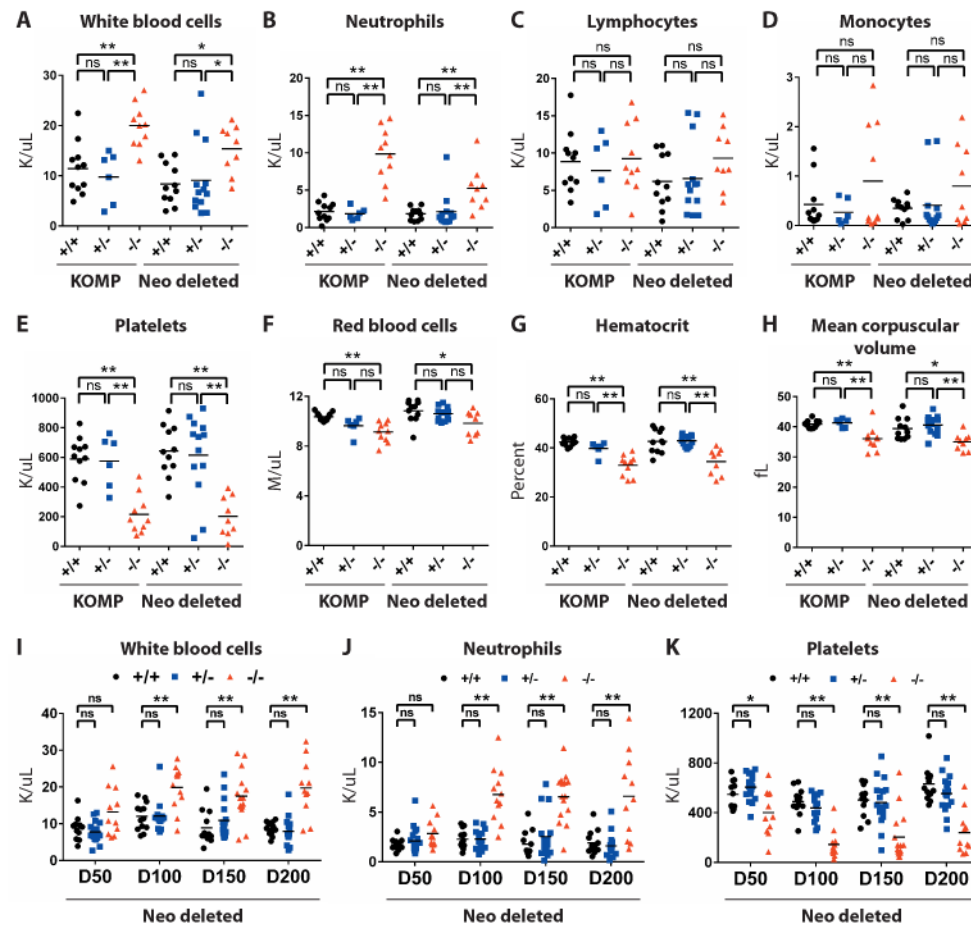 A White blood cells
** *
ns ** ns *
K/uL
30
20
10
0
+/+ +/- -/- +/+ +/- -/-
KOMP Neo deleted
B Neutrophils
** **
ns ** ns **
K/uL
20
15
10
5
0
+/+ +/- -/- +/+ +/- -/-
KOMP Neo deleted
C Lymphocytes
ns ns
ns ns ns ns
K/uL
20
15
10
5
0
+/+ +/- -/- +/+ +/- -/-
KOMP Neo deleted
D Monocytes
ns ns
ns ns ns ns
K/uL
3
2
1
0
+/+ +/- -/- +/+ +/- -/-
KOMP Neo deleted
E Platelets
** **
ns ** ns **
K/uL
1000
800
600
400
200
0
+/+ +/- -/- +/+ +/- -/-
KOMP Neo deleted
F Red blood cells
** *
ns ns ns ns
M/uL
12
8
4
0
+/+ +/- -/- +/+ +/- -/-
KOMP Neo deleted
G Hematocrit
** **
ns ** ns **
Percent
60
40
20
0
+/+ +/- -/- +/+ +/- -/-
KOMP Neo deleted
H Mean corpuscular
volume
** *
ns ** ns **
fL
50
40
30
20
10
0
+/+ +/- -/- +/+ +/- -/-
KOMP Neo deleted
I White blood cells
+/+ +/- -/-
ns ** ** **
ns ns ns ns
K/uL
40
30
20
10
0
D50 D100 D150 D200
Neo deleted
J Neutrophils
+/+ +/- -/-
ns ** ** **
ns ns ns ns
K/uL
15
10
5
0
D50 D100 D150 D200
Neo deleted
K Platelets
+/+ +/- -/-
* ** ** **
ns ns ns ns
K/uL
1200
800
400
0
D50 D100 D150 D200
Neo deleted